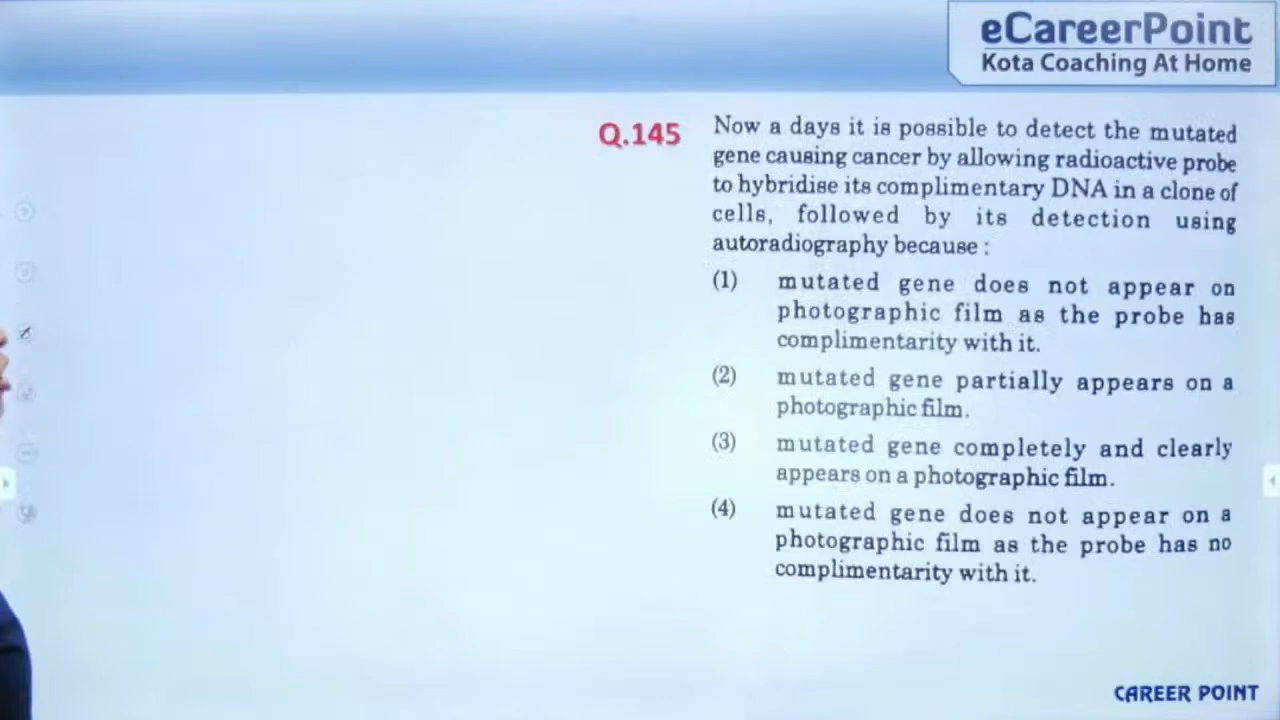 eCareerPoint
Kota Coaching At Home
Q.145 Now a days it is possible to detect the mutated
gene causing cancer by allowing radioactive probe
to hybridise its complimentary DNA in a clone of
cells, followed by its detection using
autoradiography because :
(1) mutated gene does not appear on
photographic film as the probe has
complimentarity with it.
(2) mutated gene partially appears on a
photographic film.
(3) mutated gene completely and clearly
appears on a photographic film.
(4) mutated gene does not appear on a
photographic film as the probe has no
complimentarity with it.
CAREER POINT